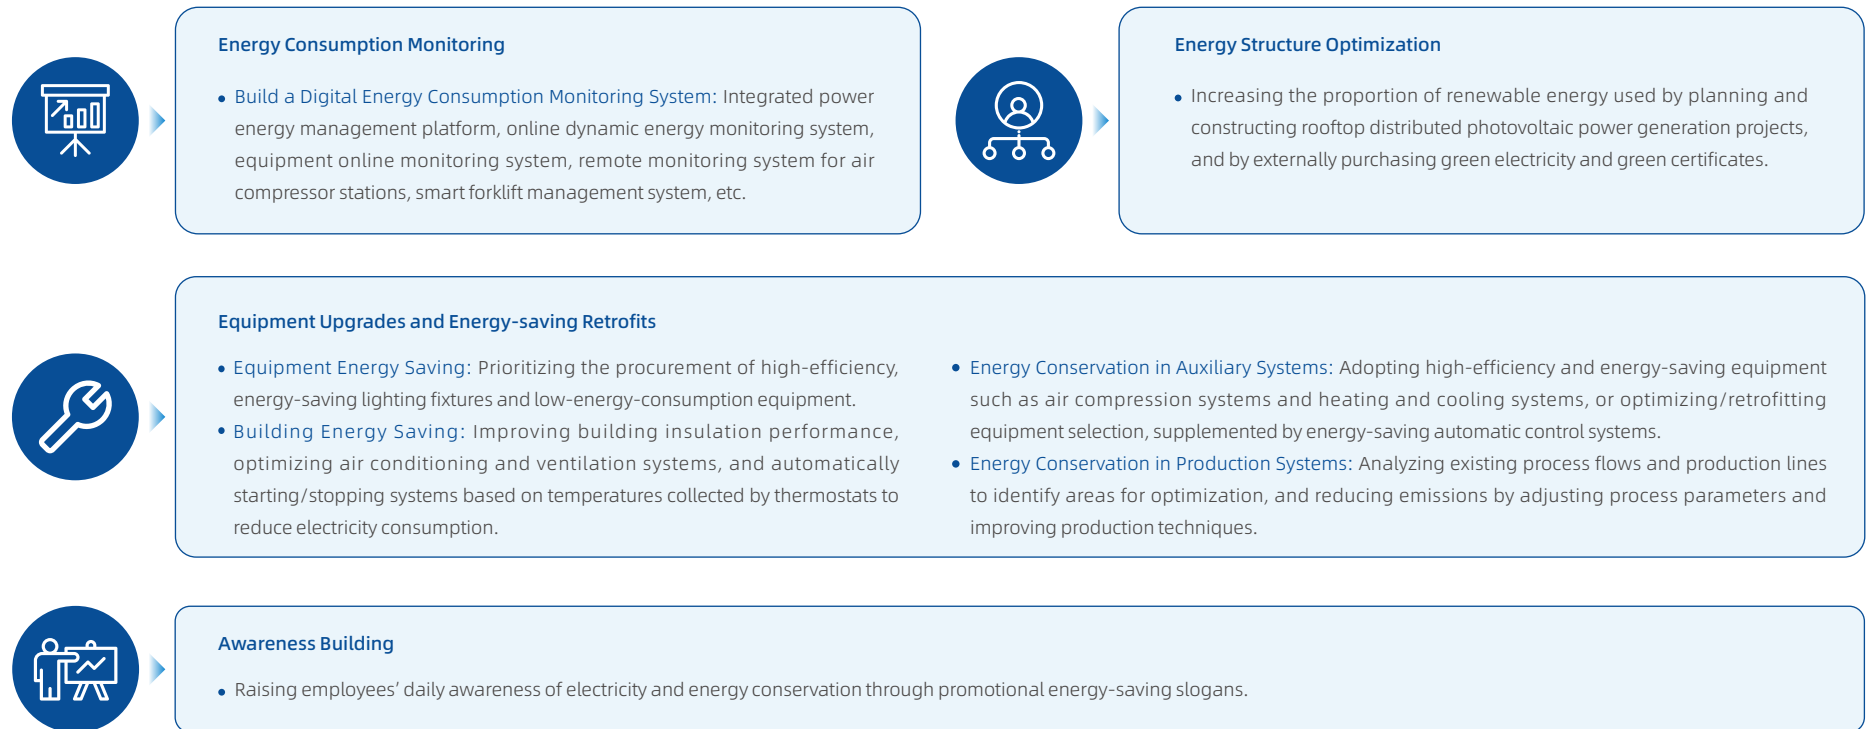 Energy Consumption Monitoring
• Build a Digital Energy Consumption Monitoring System: Integrated power
energy management platform, online dynamic energy monitoring system,
equipment online monitoring system, remote monitoring system for air
compressor stations, smart forklift management system, etc.
Energy Structure Optimization
• Increasing the proportion of renewable energy used by planning and
constructing rooftop distributed photovoltaic power generation projects,
and by externally purchasing green electricity and green certificates.
Equipment Upgrades and Energy-saving Retrofits
• Equipment Energy Saving: Prioritizing the procurement of high-efficiency,
energy-saving lighting fixtures and low-energy-consumption equipment.
• Building Energy Saving: Improving building insulation performance,
optimizing air conditioning and ventilation systems, and automatically
starting/stopping systems based on temperatures collected by thermostats to
reduce electricity consumption.
• Energy Conservation in Auxiliary Systems: Adopting high-efficiency and energy-saving equipment
such as air compression systems and heating and cooling systems, or optimizing/retrofitting
equipment selection, supplemented by energy-saving automatic control systems.
• Energy Conservation in Production Systems: Analyzing existing process flows and production lines
to identify areas for optimization, and reducing emissions by adjusting process parameters and
improving production techniques.
Awareness Building
• Raising employees’ daily awareness of electricity and energy conservation through promotional energy-saving slogans.